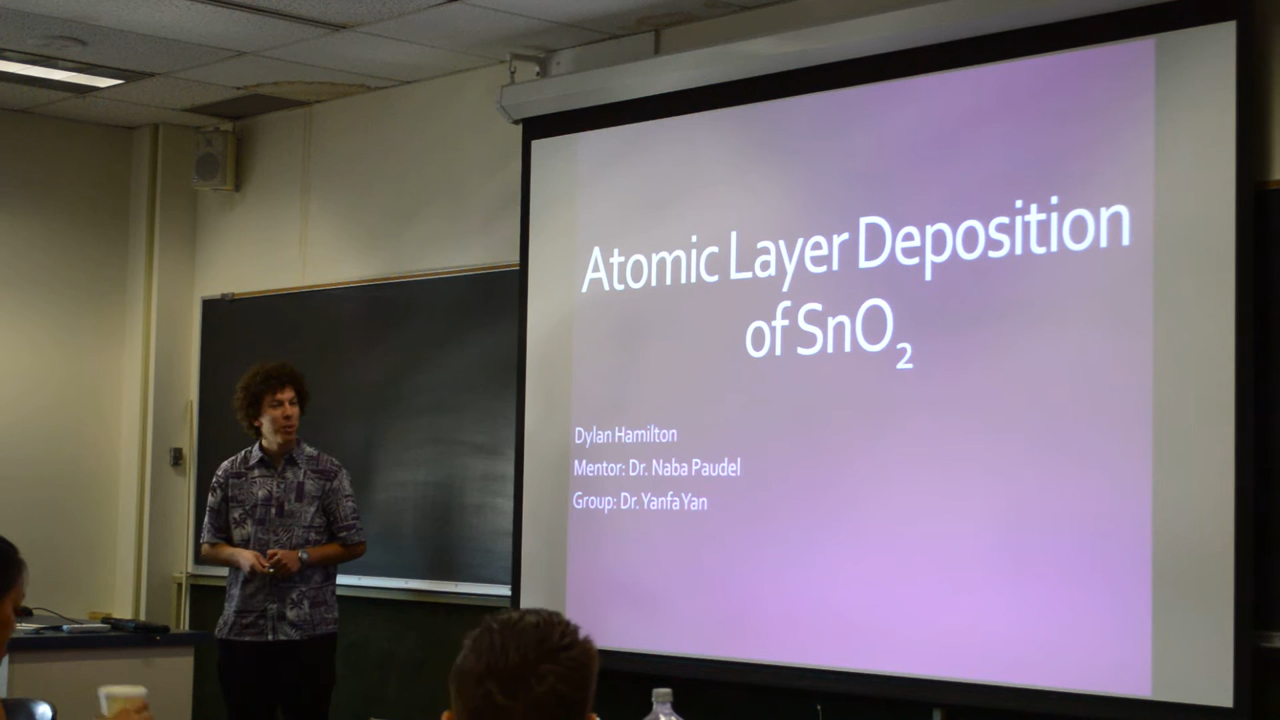 Atomic Layer Deposition
of SnO₂
Dylan Hamilton
Mentor: Dr. Naba Paudel
Group: Dr. Yanfa Yan